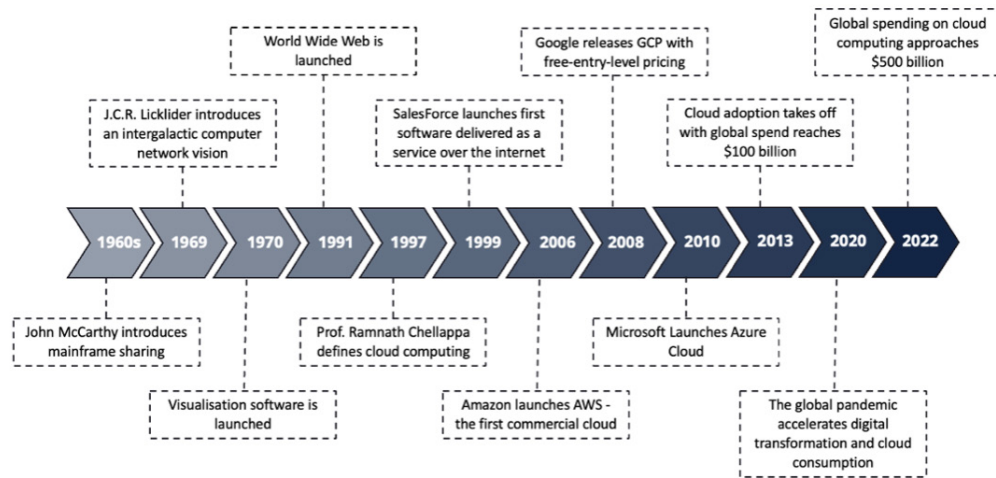 Global spending on cloud
computing approaches
$500 billion
World Wide Web is
launched
Google releases GCP with
free-entry-level pricing
J.C.R. Licklider introduces
an intergalactic computer
network vision
SalesForce launches first
software delivered as a
service over the internet
Cloud adoption takes off
with global spend reaches
$100 billion
1960s
1969
1970
1991
1997
1999
2006
2008
2010
2013
2020
2022
John McCarthy introduces
mainframe sharing
Prof. Ramnath Chellappa
defines cloud computing
Microsoft Launches Azure
Cloud
Visualisation software is
launched
Amazon launches AWS -
the first commercial cloud
The global pandemic
accelerates digital
transformation and cloud
consumption